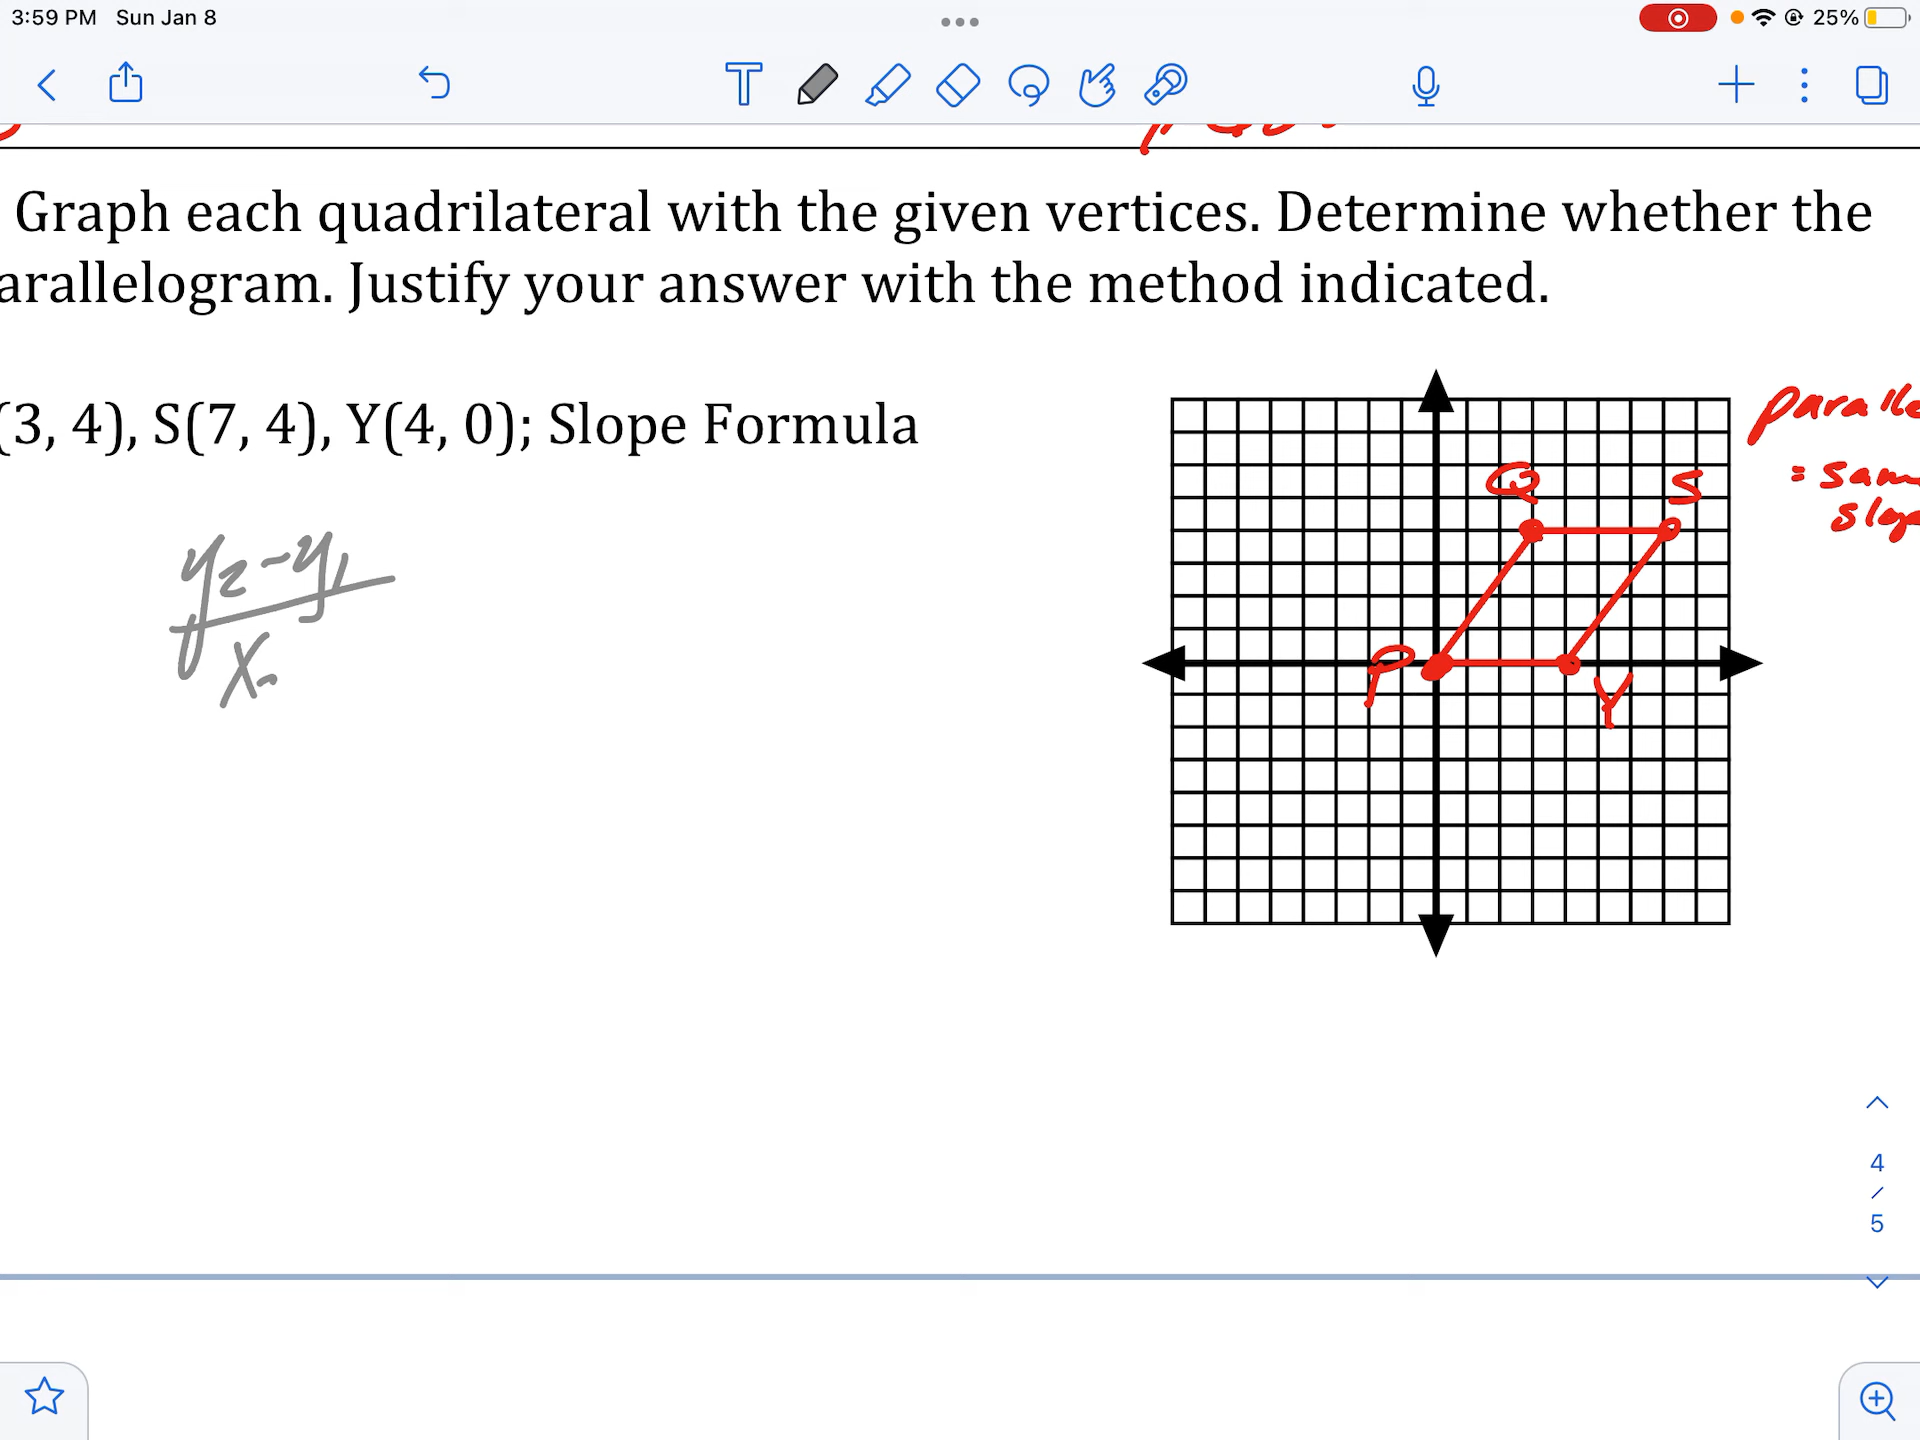 3:59 PM Sun Jan 8
25%
Graph each quadrilateral with the given vertices. Determine whether the
arallelogram. Justify your answer with the method indicated.
(3, 4), S(7, 4), Y(4, 0); Slope Formula
paralle
= sam
slop
Q
S
y2-y1
x
P
Y
4
/
5